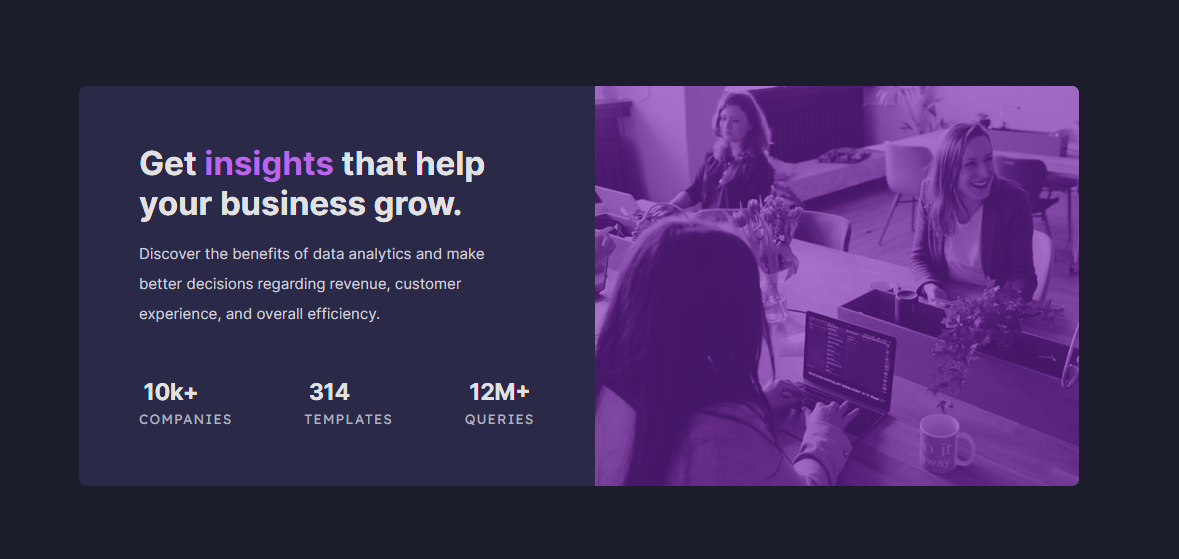 Get insights that help
your business grow.
Discover the benefits of data analytics and make
better decisions regarding revenue, customer
experience, and overall efficiency.
10k+ 314 12M+
COMPANIES TEMPLATES QUERIES